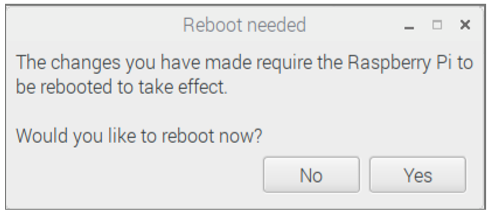 Reboot needed
The changes you have made require the Raspberry Pi to
be rebooted to take effect.
Would you like to reboot now?
No
Yes